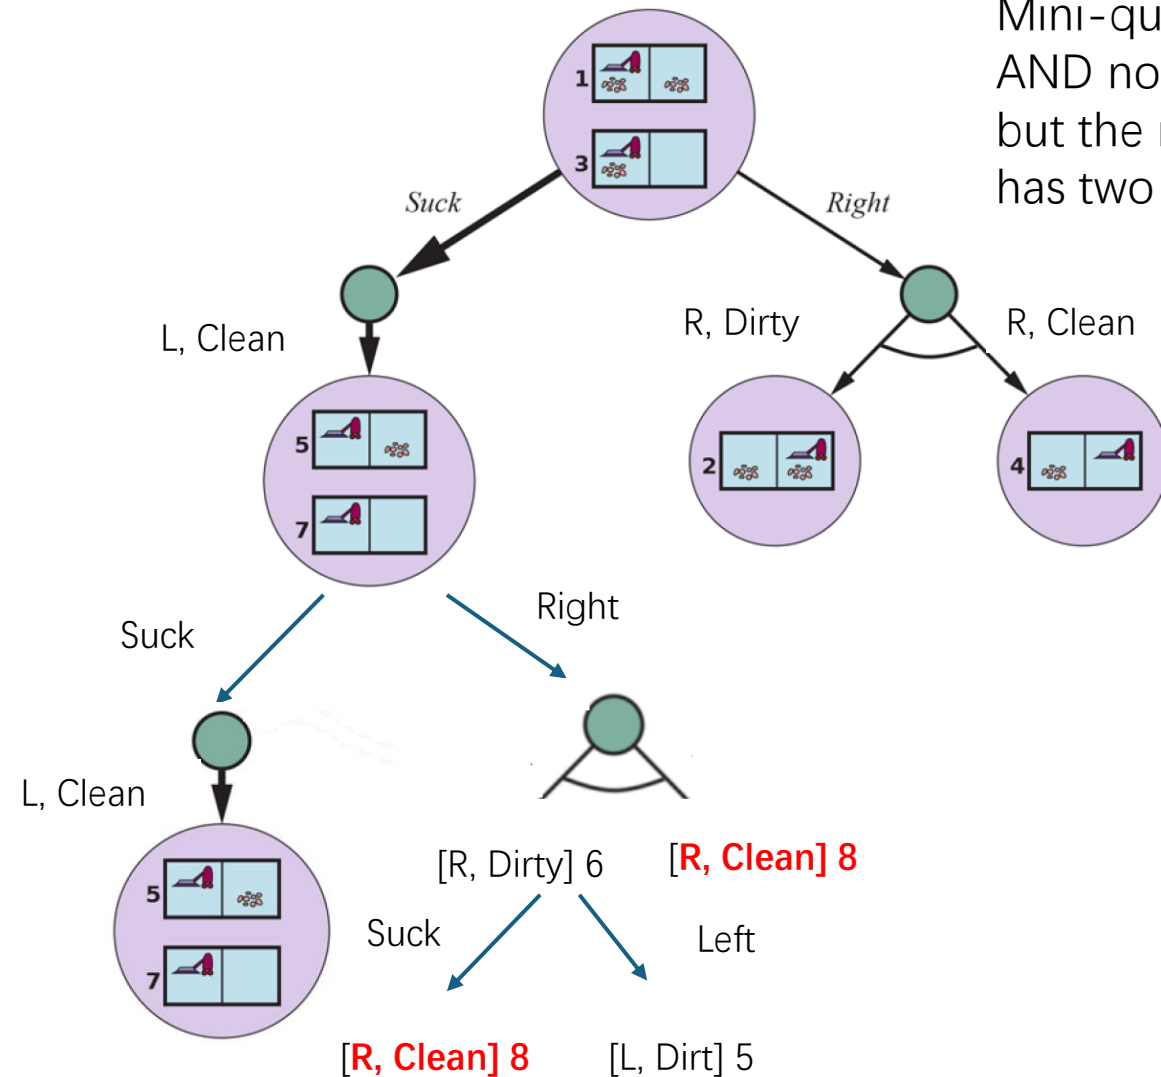 Mini-qu
AND no
but the
has two
1
3
Suck
Right
L, Clean
R, Dirty
R, Clean
5
7
2
4
Suck
Right
L, Clean
5
7
[R, Dirty] 6
[R, Clean] 8
Suck
Left
[R, Clean] 8
[L, Dirt] 5